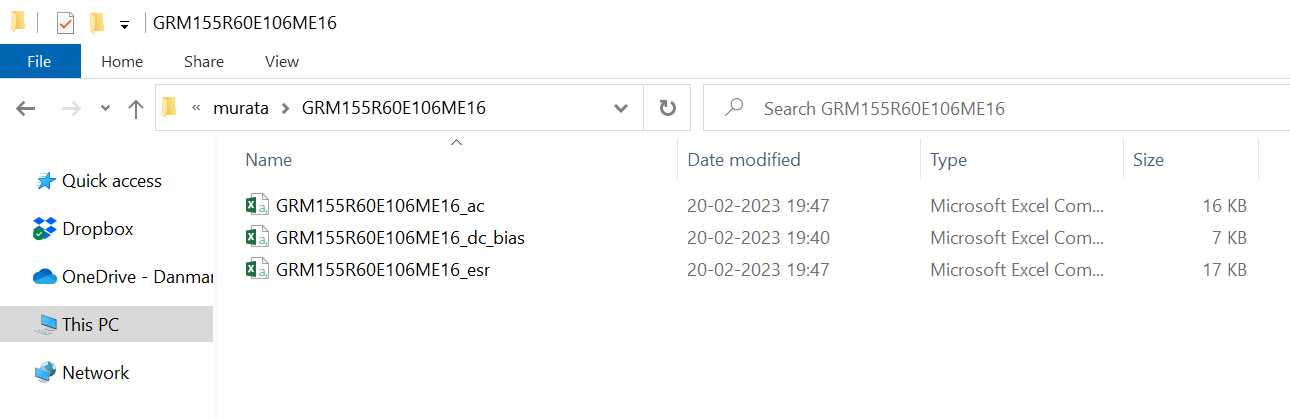 GRM155R60E106ME16
File Home Share View
« murata > GRM155R60E106ME16 Search GRM155R60E106ME16
Name Date modified Type Size
Quick access
Dropbox
OneDrive - Danmar
This PC
Network
GRM155R60E106ME16_ac 20-02-2023 19:47 Microsoft Excel Com... 16 KB
GRM155R60E106ME16_dc_bias 20-02-2023 19:40 Microsoft Excel Com... 7 KB
GRM155R60E106ME16_esr 20-02-2023 19:47 Microsoft Excel Com... 17 KB